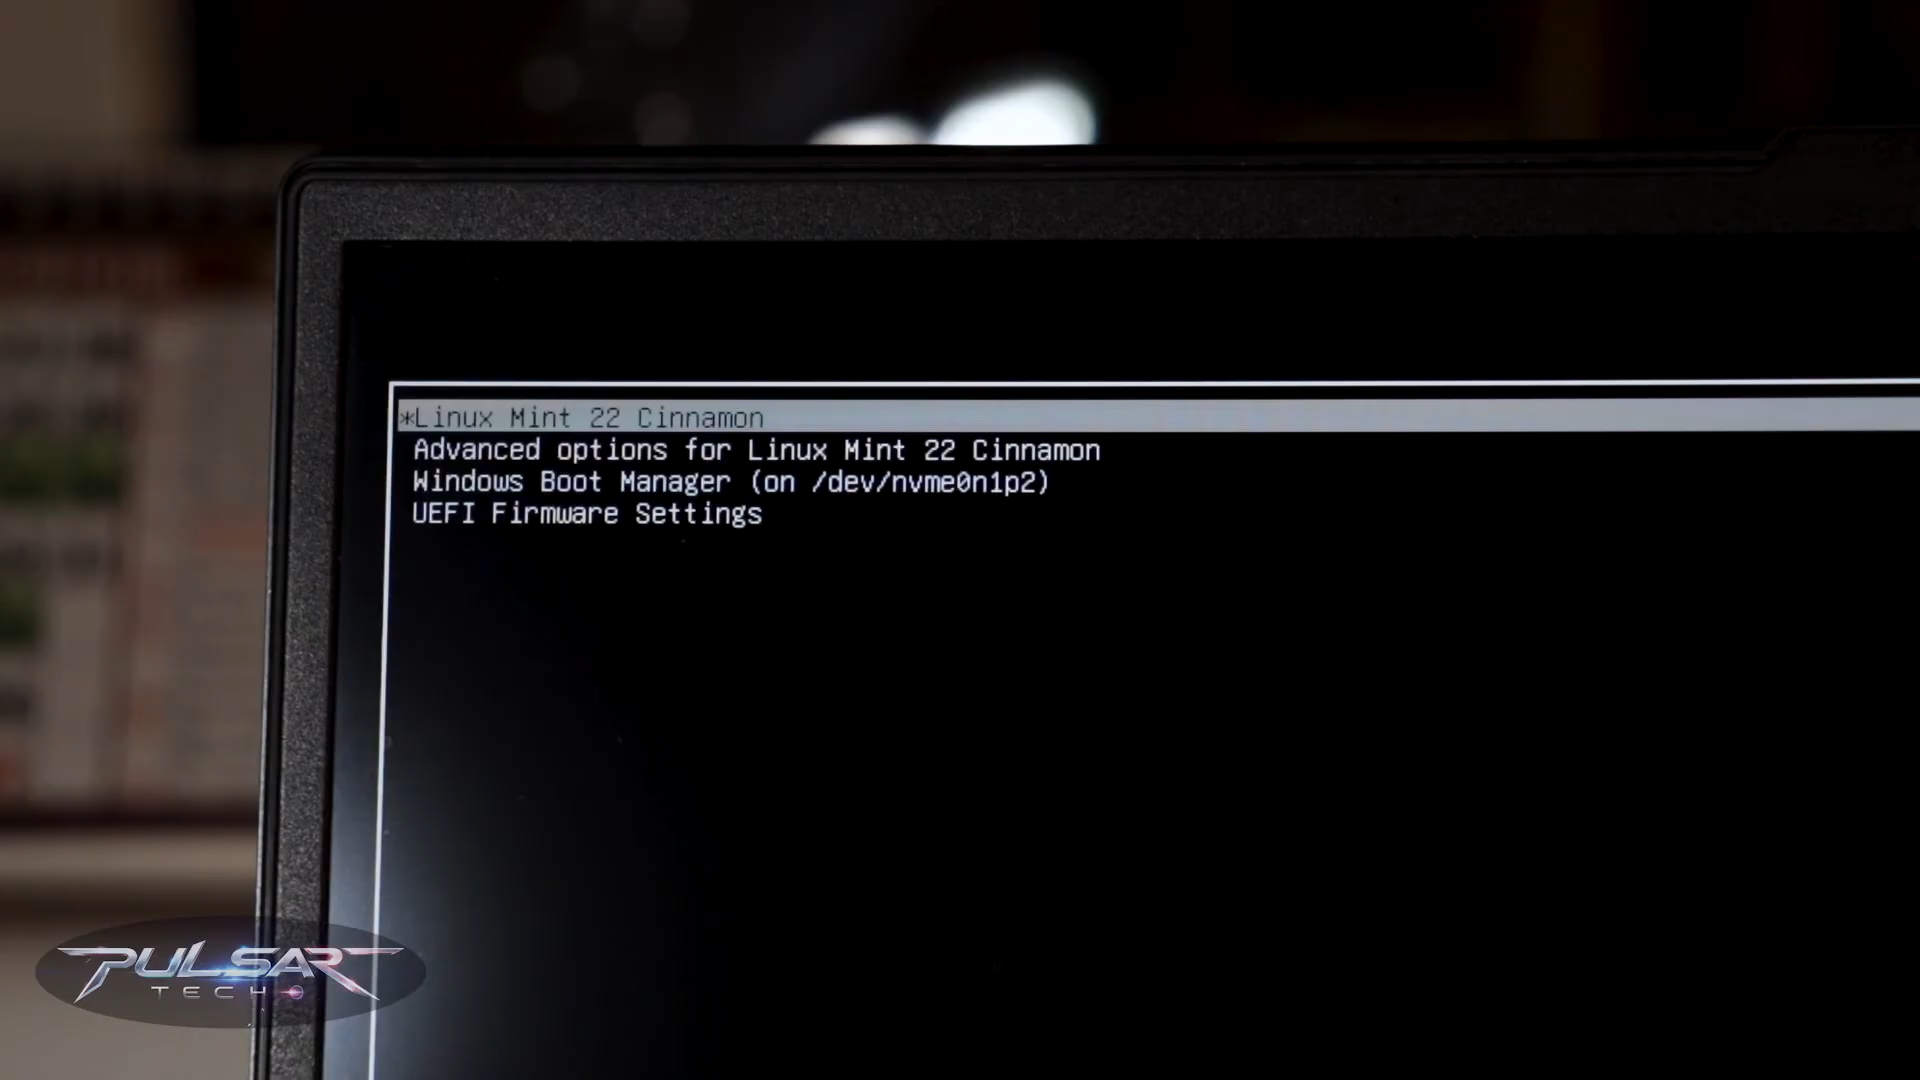 *Linux Mint 22 Cinnamon
Advanced options for Linux Mint 22 Cinnamon
Windows Boot Manager (on /dev/nvme0n1p2)
UEFI Firmware Settings
PULSAR
TECH